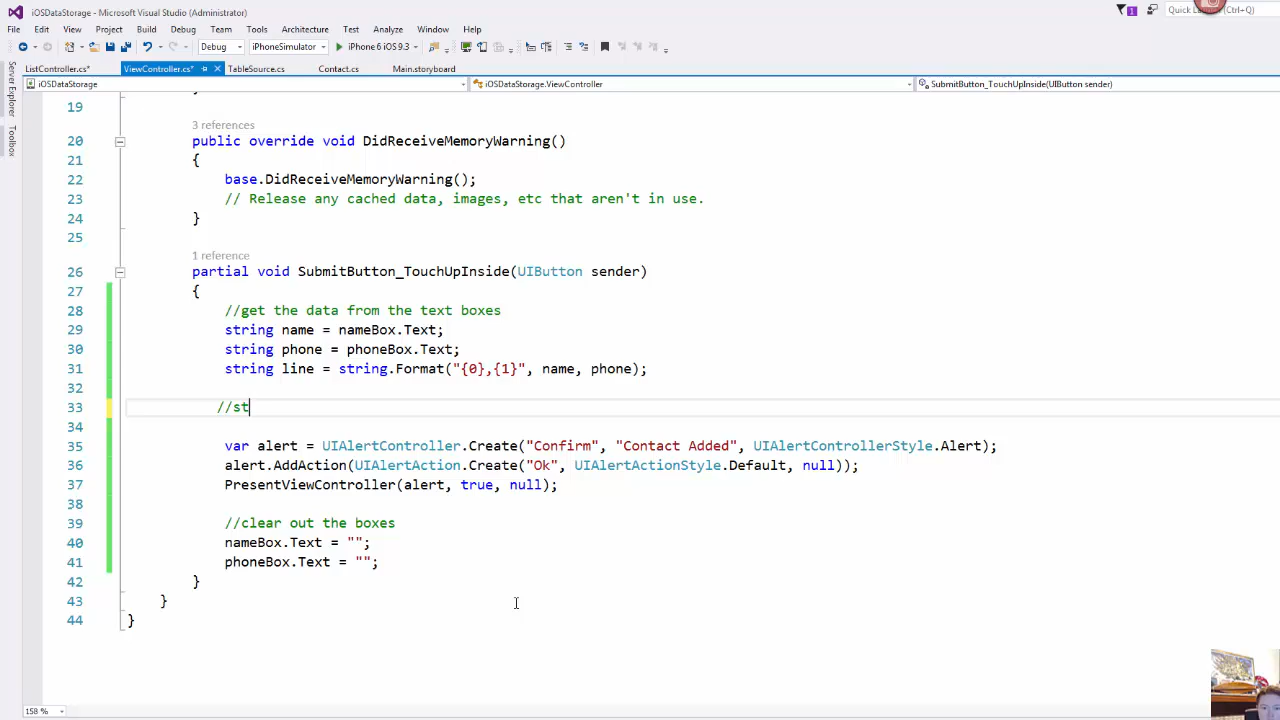 iOSDataStorage - Microsoft Visual Studio (Administrator)
1
File Edit View Project Build Debug Team Tools Architecture Test Analyze Window Help
Debug iPhoneSimulator iPhone 6 iOS 9.3
ListController.cs* ViewController.cs* TableSource.cs Contact.cs Main.storyboard
iOSDataStorage iOSDataStorage.ViewController SubmitButton_TouchUpInside(UIButton sender)
Server Explorer
Toolbox
19
3 references
20 public override void DidReceiveMemoryWarning()
21 {
22 base.DidReceiveMemoryWarning();
23 // Release any cached data, images, etc that aren't in use.
24 }
25
1 reference
26 partial void SubmitButton_TouchUpInside(UIButton sender)
27 {
28 //get the data from the text boxes
29 string name = nameBox.Text;
30 string phone = phoneBox.Text;
31 string line = string.Format("{0},{1}", name, phone);
32
33 //st
34
35 var alert = UIAlertController.Create("Confirm", "Contact Added", UIAlertControllerStyle.Alert);
36 alert.AddAction(UIAlertAction.Create("Ok", UIAlertActionStyle.Default, null));
37 PresentViewController(alert, true, null);
38
39 //clear out the boxes
40 nameBox.Text = "";
41 phoneBox.Text = "";
42 }
43 }
44 }
158 %